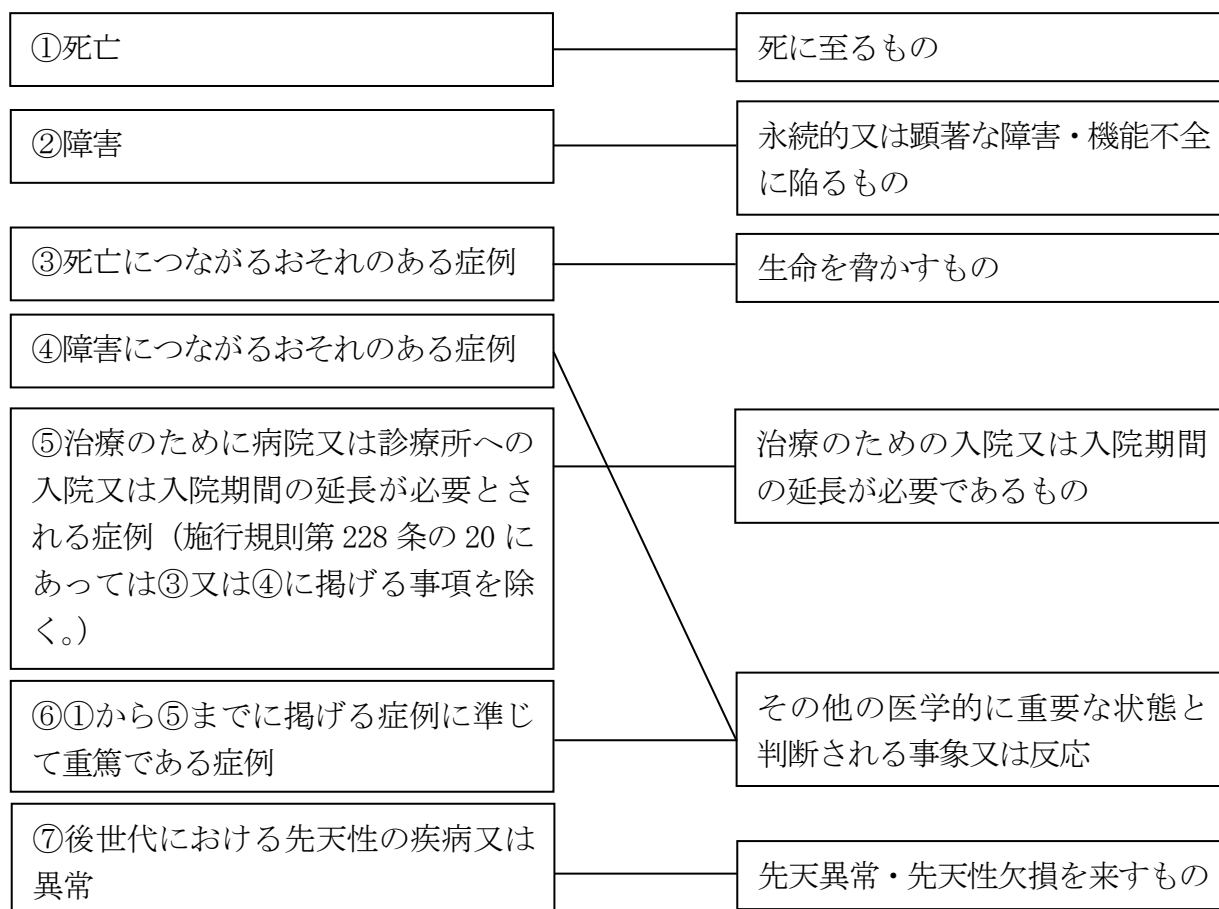 ①死亡
死に至るもの
②障害
永続的又は顕著な障害・機能不全
に陥るもの
③死亡につながるおそれのある症例
生命を脅かすもの
④障害につながるおそれのある症例
⑤治療のために病院又は診療所への
入院又は入院期間の延長が必要とさ
れる症例（施行規則第 228 条の 20 に
あっては③又は④に掲げる事項を除
く。）
治療のための入院又は入院期間
の延長が必要であるもの
⑥①から⑤までに掲げる症例に準じ
て重篤である症例
その他の医学的に重要な状態と
判断される事象又は反応
⑦後世代における先天性の疾病又は
異常
先天異常・先天性欠損を来すもの